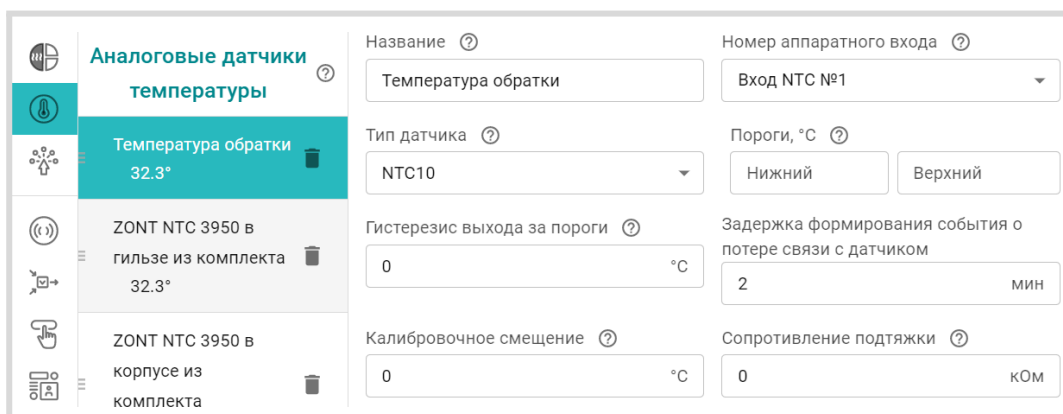 Аналоговые датчики
температуры
Температура обратки
32.3°
ZONT NTC 3950 в
гильзе из комплекта
32.3°
ZONT NTC 3950 в
корпусе из
комплекта
Название
Температура обратки
Номер аппаратного входа
Вход NTC №1
Тип датчика
NTC10
Пороги, °C
Нижний
Верхний
Гистерезис выхода за пороги
0 °C
Задержка формирования события о
потере связи с датчиком
2 мин
Калибровочное смещение
0 °C
Сопротивление подтяжки
0 кОм